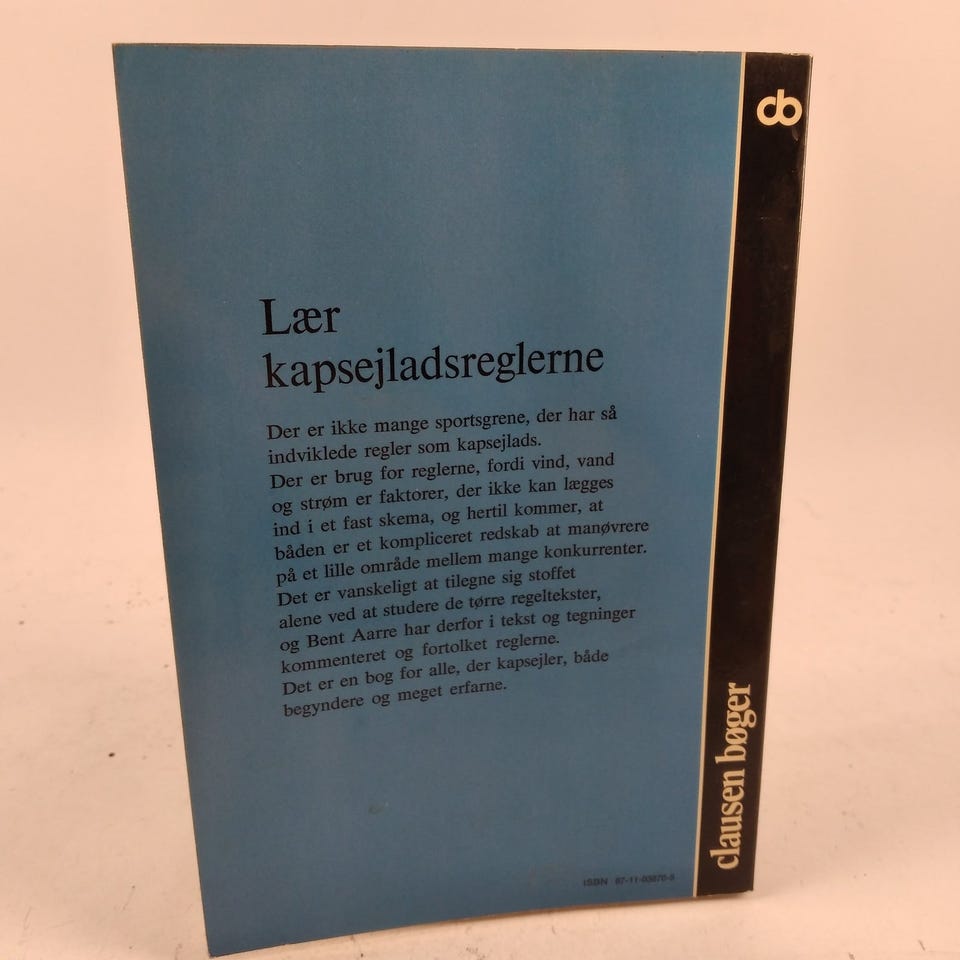 Lær
kapsejladsreglerne
Der er ikke mange sportsgrene, der har så
indviklede regler som kapsejlads.
Der er brug for reglerne, fordi vind, vand
og strøm er faktorer, der ikke kan lægges
ind i et fast skema, og hertil kommer, at
båden er et kompliceret redskab at manøvrere
på et lille område mellem mange konkurrenter.
Det er vanskeligt at tilegne sig stoffet
alene ved at studere de tørre regeltekster,
og Bent Aarre har derfor i tekst og tegninger
kommenteret og fortolket reglerne.
Det er en bog for alle, der kapsejler, både
begyndere og meget erfarne.
ISBN
cb
clausen bøger